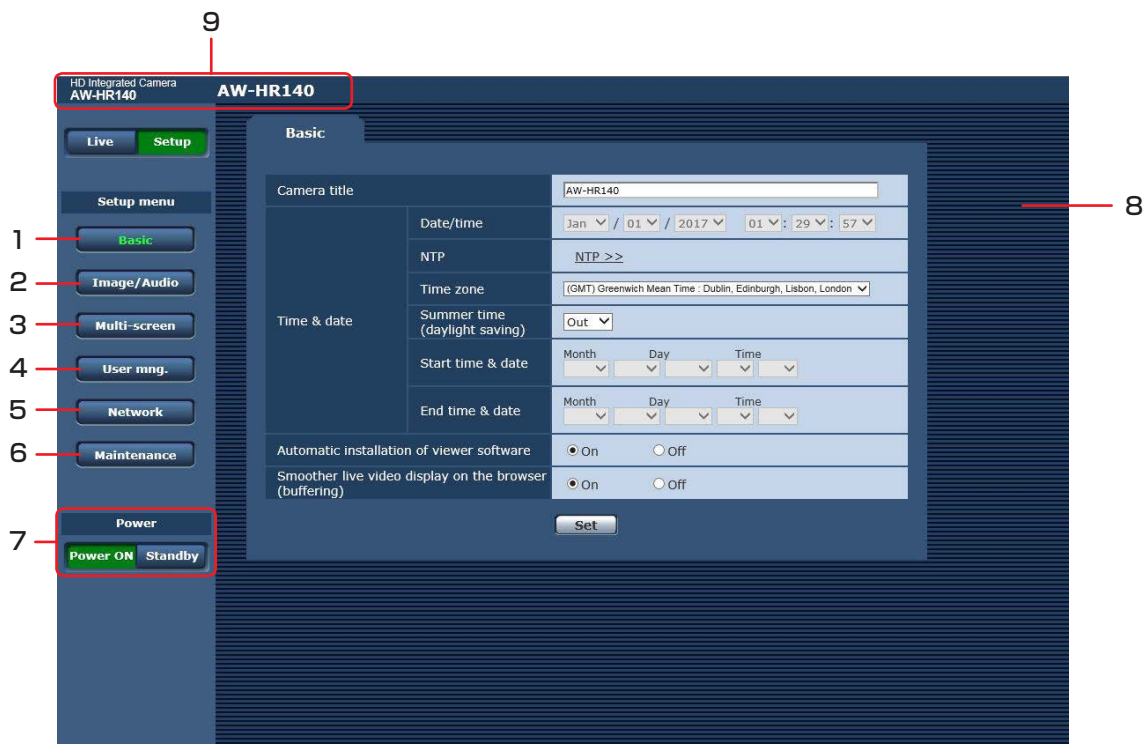 9
HD Integrated Camera
AW-HR140
AW-HR140
Live Setup
Basic
Setup menu
1 Basic
2 Image/Audio
3 Multi-screen
4 User mng.
5 Network
6 Maintenance
7
Power
Power ON Standby
8
Camera title AW-HR140
Time & date
Date/time Jan / 01 / 2017 01 : 29 : 57
NTP NTP >>
Time zone (GMT) Greenwich Mean Time : Dublin, Edinburgh, Lisbon, London
Summer time
(daylight saving) Out
Start time & date Month Day Time
End time & date Month Day Time
Automatic installation of viewer software On Off
Smoother live video display on the browser
(buffering) On Off
Set